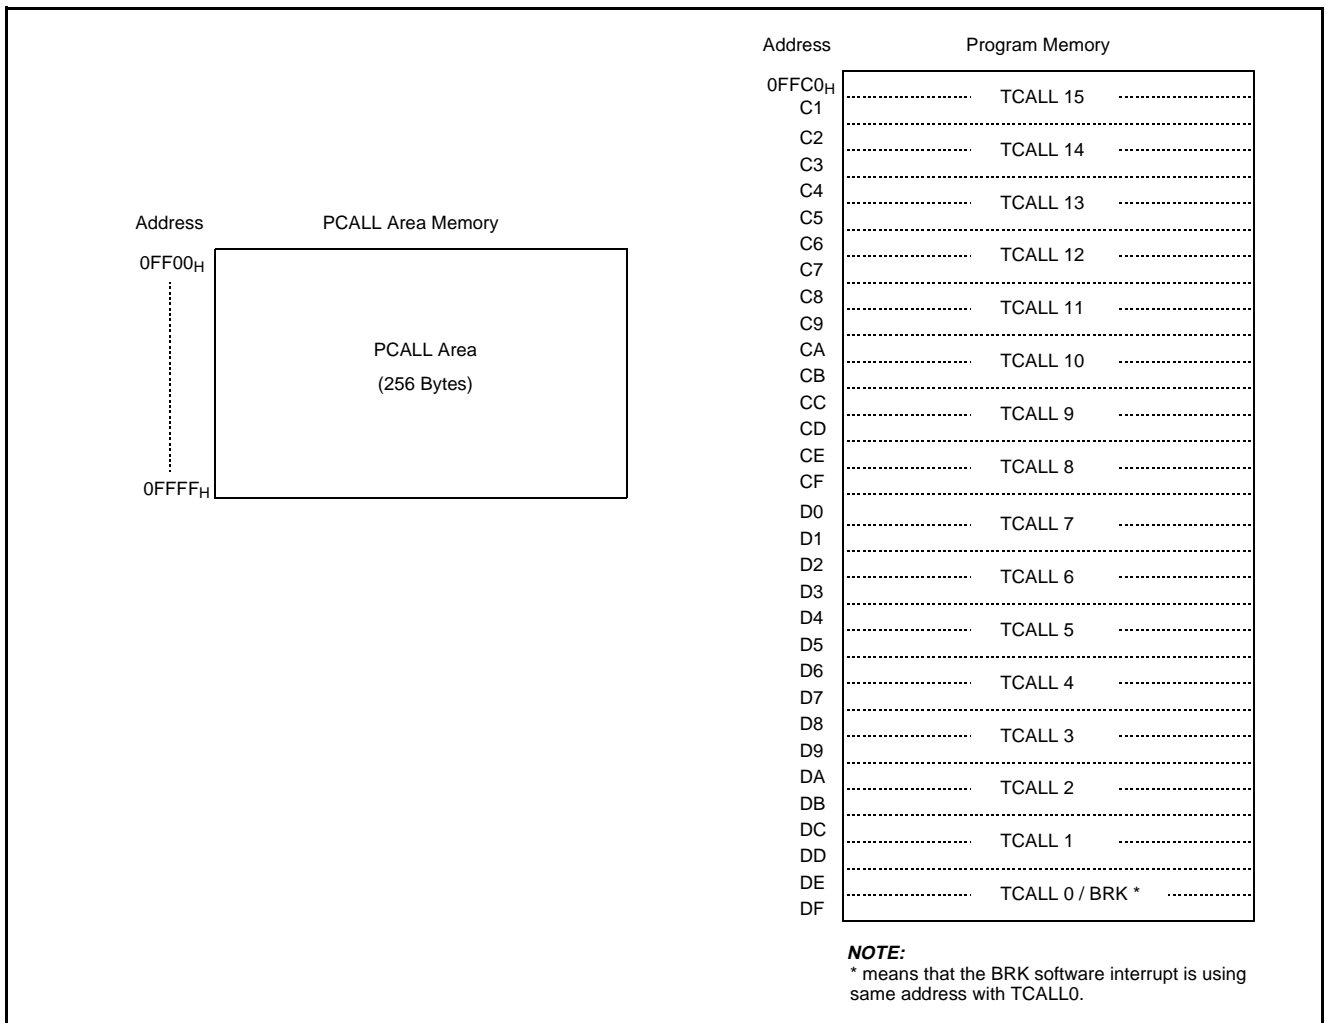 Address PCALL Area Memory
0FF00H
PCALL Area
(256 Bytes)
0FFFFH
Address Program Memory
0FFC0H
C1
TCALL 15
C2
C3
TCALL 14
C4
C5
TCALL 13
C6
C7
TCALL 12
C8
C9
TCALL 11
CA
CB
TCALL 10
CC
CD
TCALL 9
CE
CF
TCALL 8
D0
D1
TCALL 7
D2
D3
TCALL 6
D4
D5
TCALL 5
D6
D7
TCALL 4
D8
D9
TCALL 3
DA
DB
TCALL 2
DC
DD
TCALL 1
DE
DF
TCALL 0 / BRK *
NOTE:
* means that the BRK software interrupt is using
same address with TCALL0.